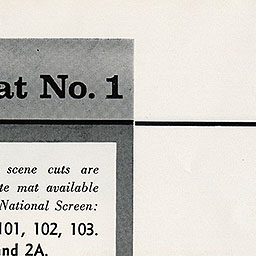 at No. 1
scene cuts are
te mat available
National Screen:
101, 102, 103.
and 2A.